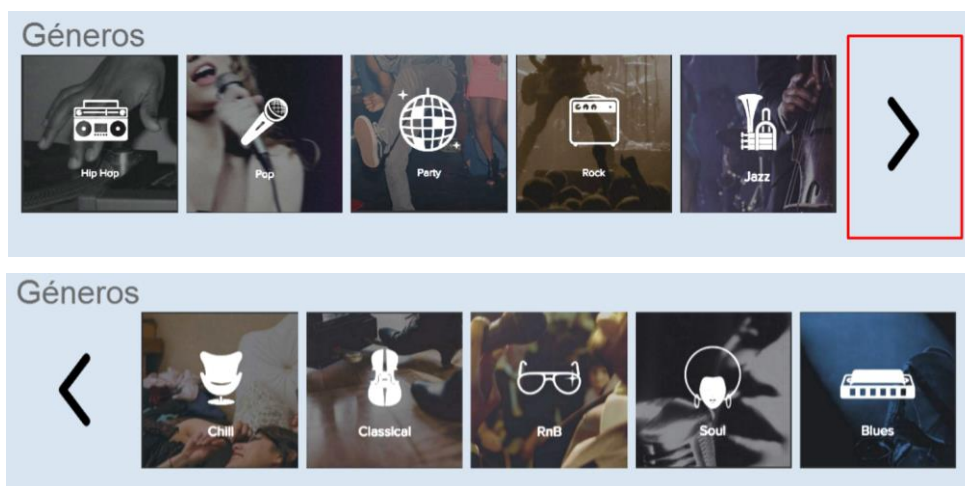 Géneros
Hip Hop
Pop
Party
Rock
Jazz
Géneros
Chill
Classical
RnB
Soul
Blues